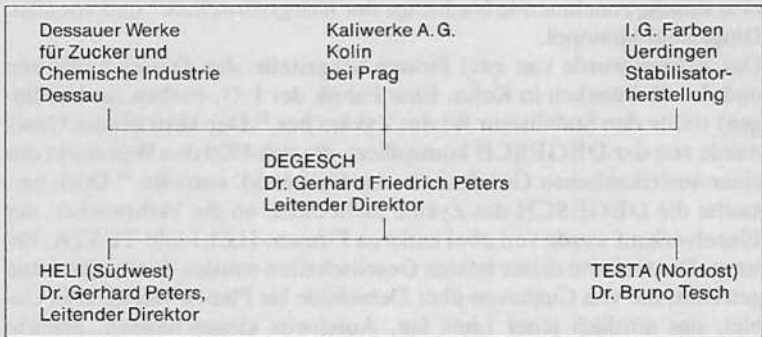 Dessauer Werke
für Zucker und
Chemische Industrie
Dessau
Kaliwerke A.G.
Kolin
bei Prag
I.G. Farben
Uerdingen
Stabilisator-
herstellung
DEGESCH
Dr. Gerhard Friedrich Peters
Leitender Direktor
HELI (Südwest)
Dr. Gerhard Peters,
Leitender Direktor
TESTA (Nordost)
Dr. Bruno Tesch